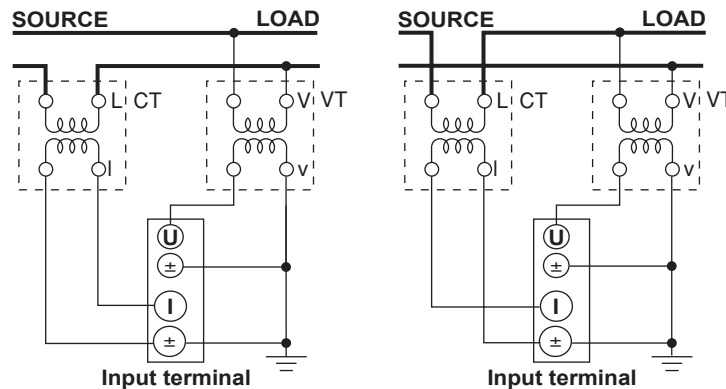 SOURCE LOAD
L CT V VT
l v
U
±
I
±
Input terminal
SOURCE LOAD
L CT V VT
l v
U
±
I
±
Input terminal